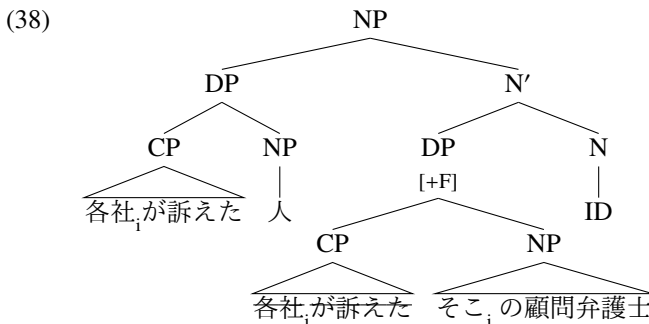 (38) NP
DP N′
CP NP DP N
[+F]
各社iが訴えた 人 ID
CP NP
各社iが訴えた そこiの顧問弁護士